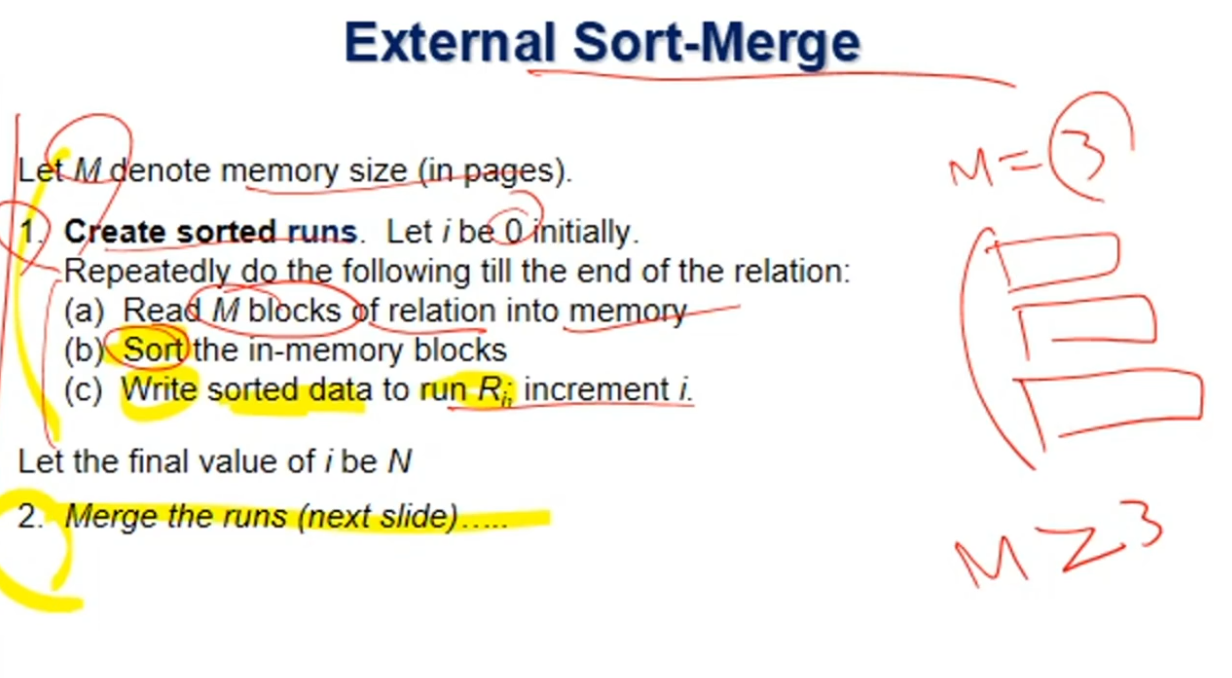 External Sort-Merge
Let M denote memory size (in pages).
M = 3
1. Create sorted runs. Let i be 0 initially.
Repeatedly do the following till the end of the relation:
(a) Read M blocks of relation into memory
(b) Sort the in-memory blocks
(c) Write sorted data to run Ri; increment i.
Let the final value of i be N
2. Merge the runs (next slide).....
M ≥ 3